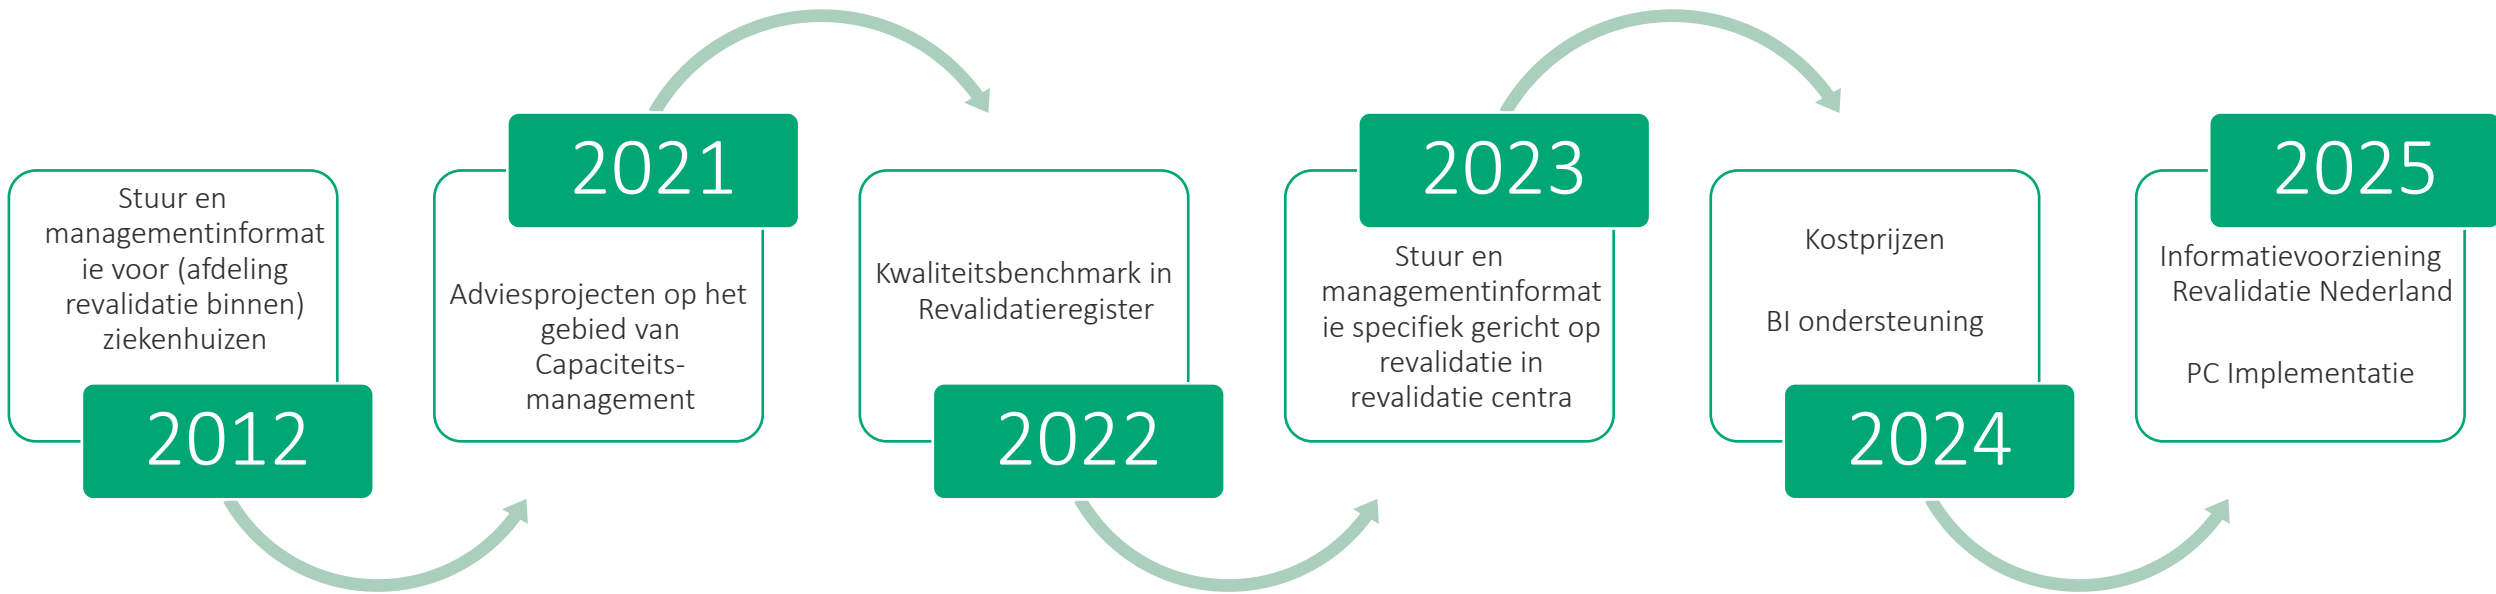 Stuur en
managementinformat
ie voor (afdeling
revalidatie binnen)
ziekenhuizen
2012
2021
Adviesprojecten op het
gebied van
Capaciteits-
management
Kwaliteitsbenchmark in
Revalidatieregister
2022
2023
Stuur en
managementinformat
ie specifiek gericht op
revalidatie in
revalidatie centra
Kostprijzen
BI ondersteuning
2024
2025
Informatievoorziening
Revalidatie Nederland
PC Implementatie